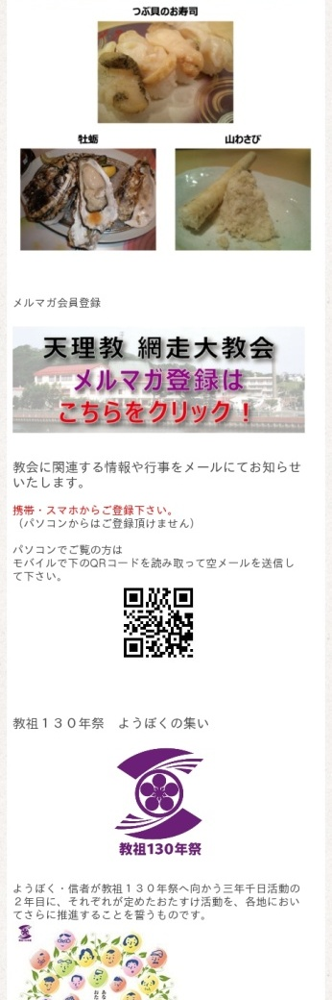 つぶ貝のお寿司
牡蛎
山わさび
メルマガ会員登録
天理教 網走大教会
メルマガ登録は
こちらをクリック！
教会に関連する情報や行事をメールにてお知らせ
いたします。
携帯・スマホからご登録下さい。
（パソコンからはご登録頂けません）
パソコンでご覧の方は
モバイルで下のQRコードを読み取って空メールを送信し
て下さい。
教祖１３０年祭　ようぼくの集い
教祖130年祭
ようぼく・信者が教祖１３０年祭へ向かう三年千日活動の
２年目に、それぞれが定めたおたすけ活動を、各地におい
てさらに推進することを誓うものです。